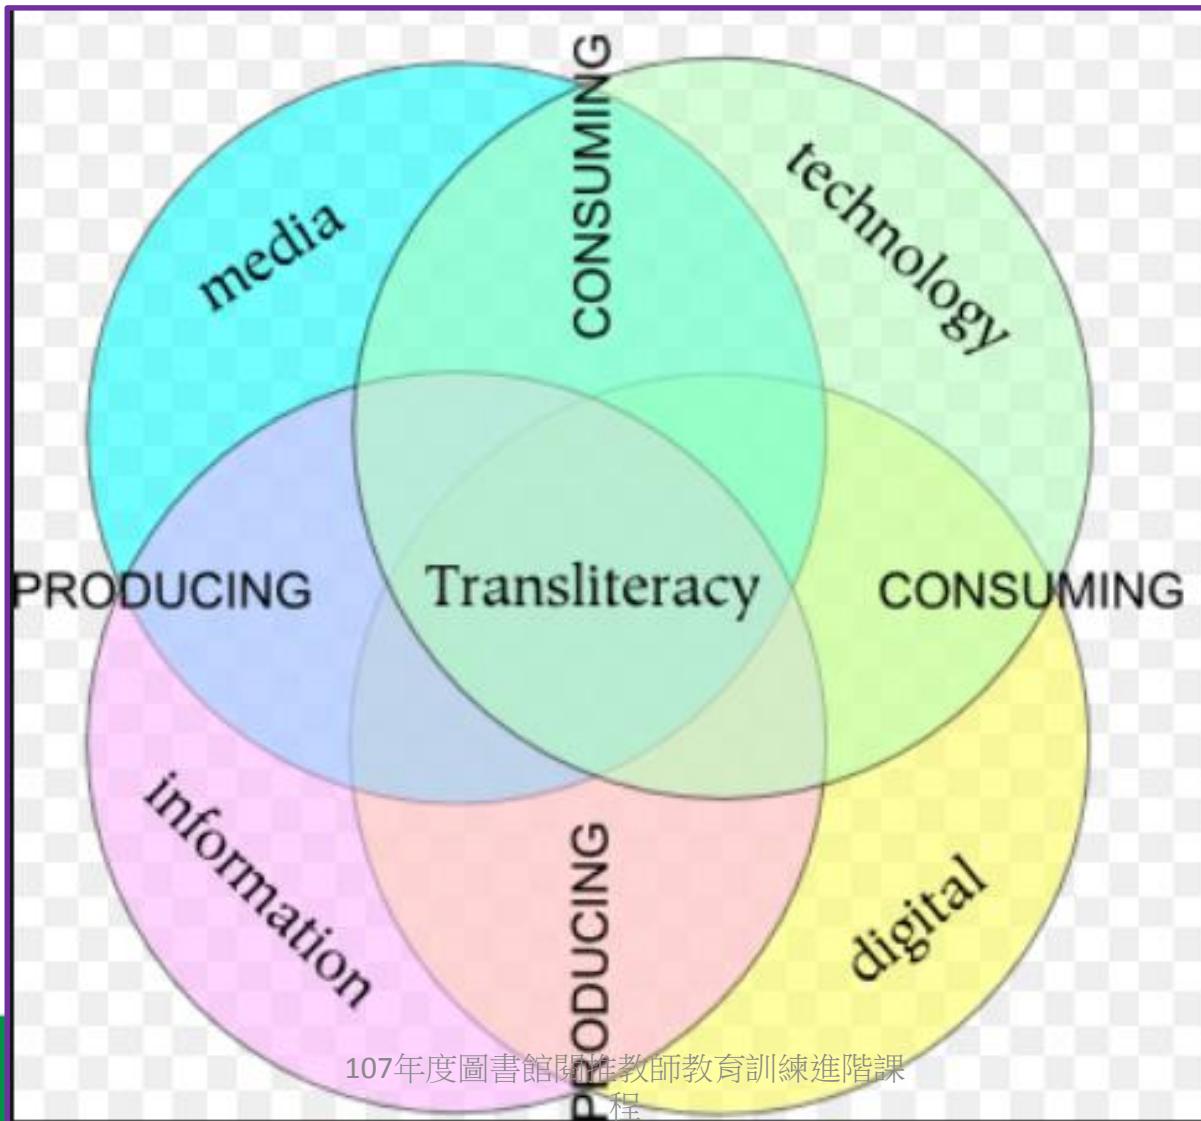 CONSUMING
technology
media
PRODUCING
Transliteracy
CONSUMING
information
PRODUCING
digital
107年度圖書館閱推教師教育訓練進階課
程